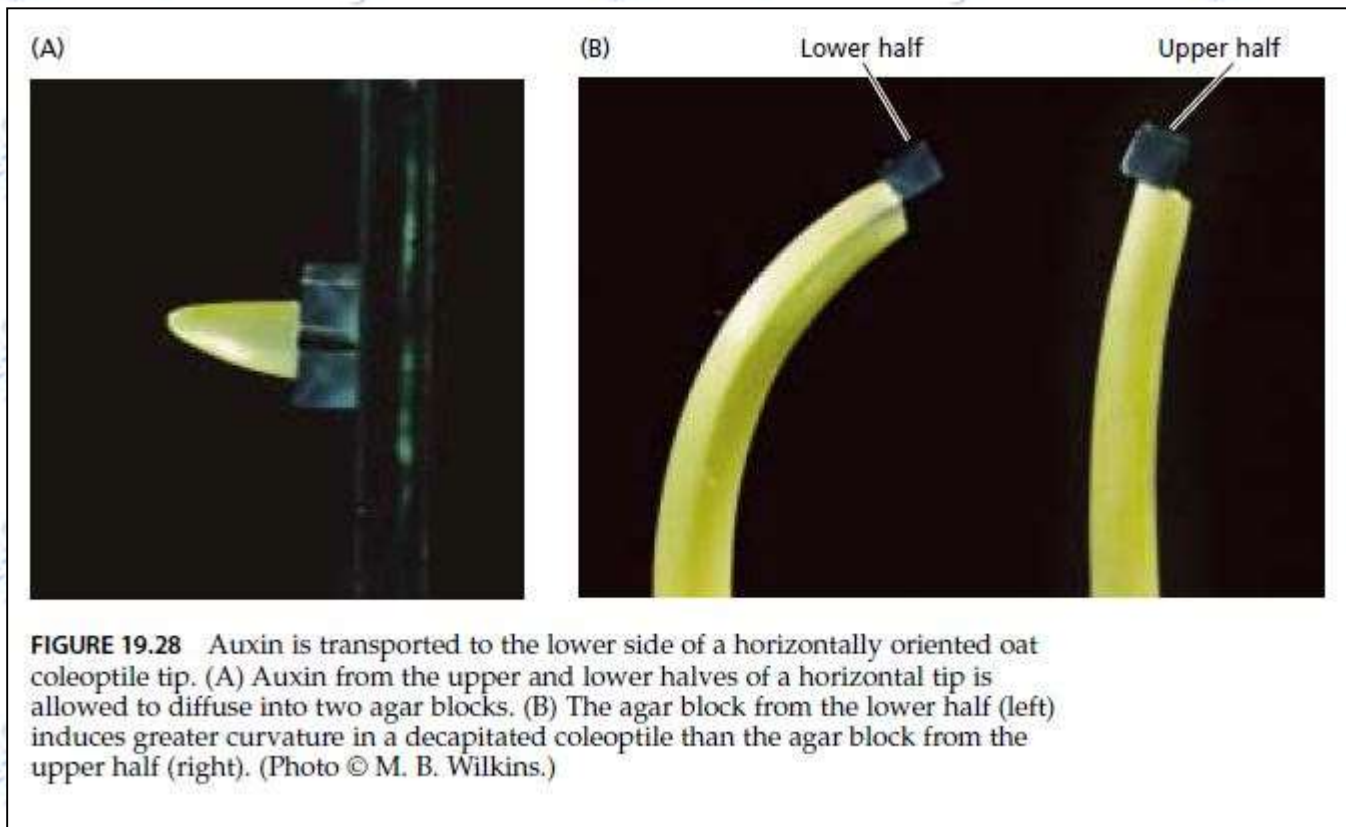 (A)
(B)
Lower half
Upper half
FIGURE 19.28 Auxin is transported to the lower side of a horizontally oriented oat
coleoptile tip. (A) Auxin from the upper and lower halves of a horizontal tip is
allowed to diffuse into two agar blocks. (B) The agar block from the lower half (left)
induces greater curvature in a decapitated coleoptile than the agar block from the
upper half (right). (Photo © M. B. Wilkins.)